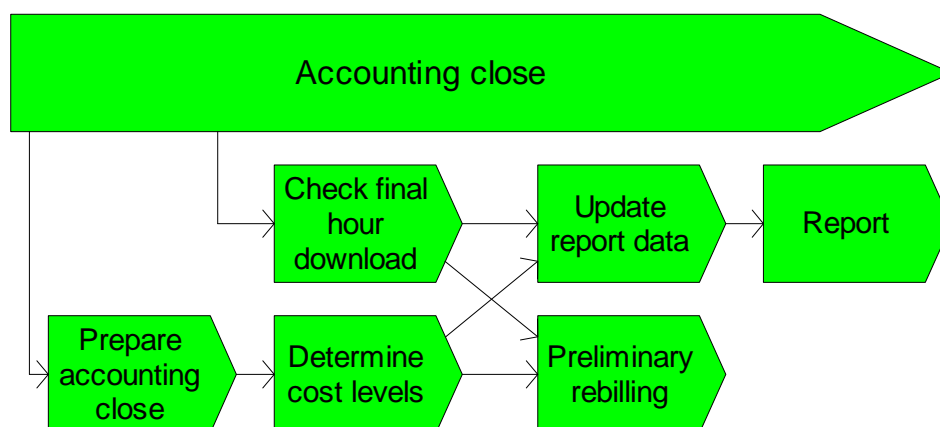 Accounting close
Check final
hour
download
Update
report data
Report
Prepare
accounting
close
Determine
cost levels
Preliminary
rebilling